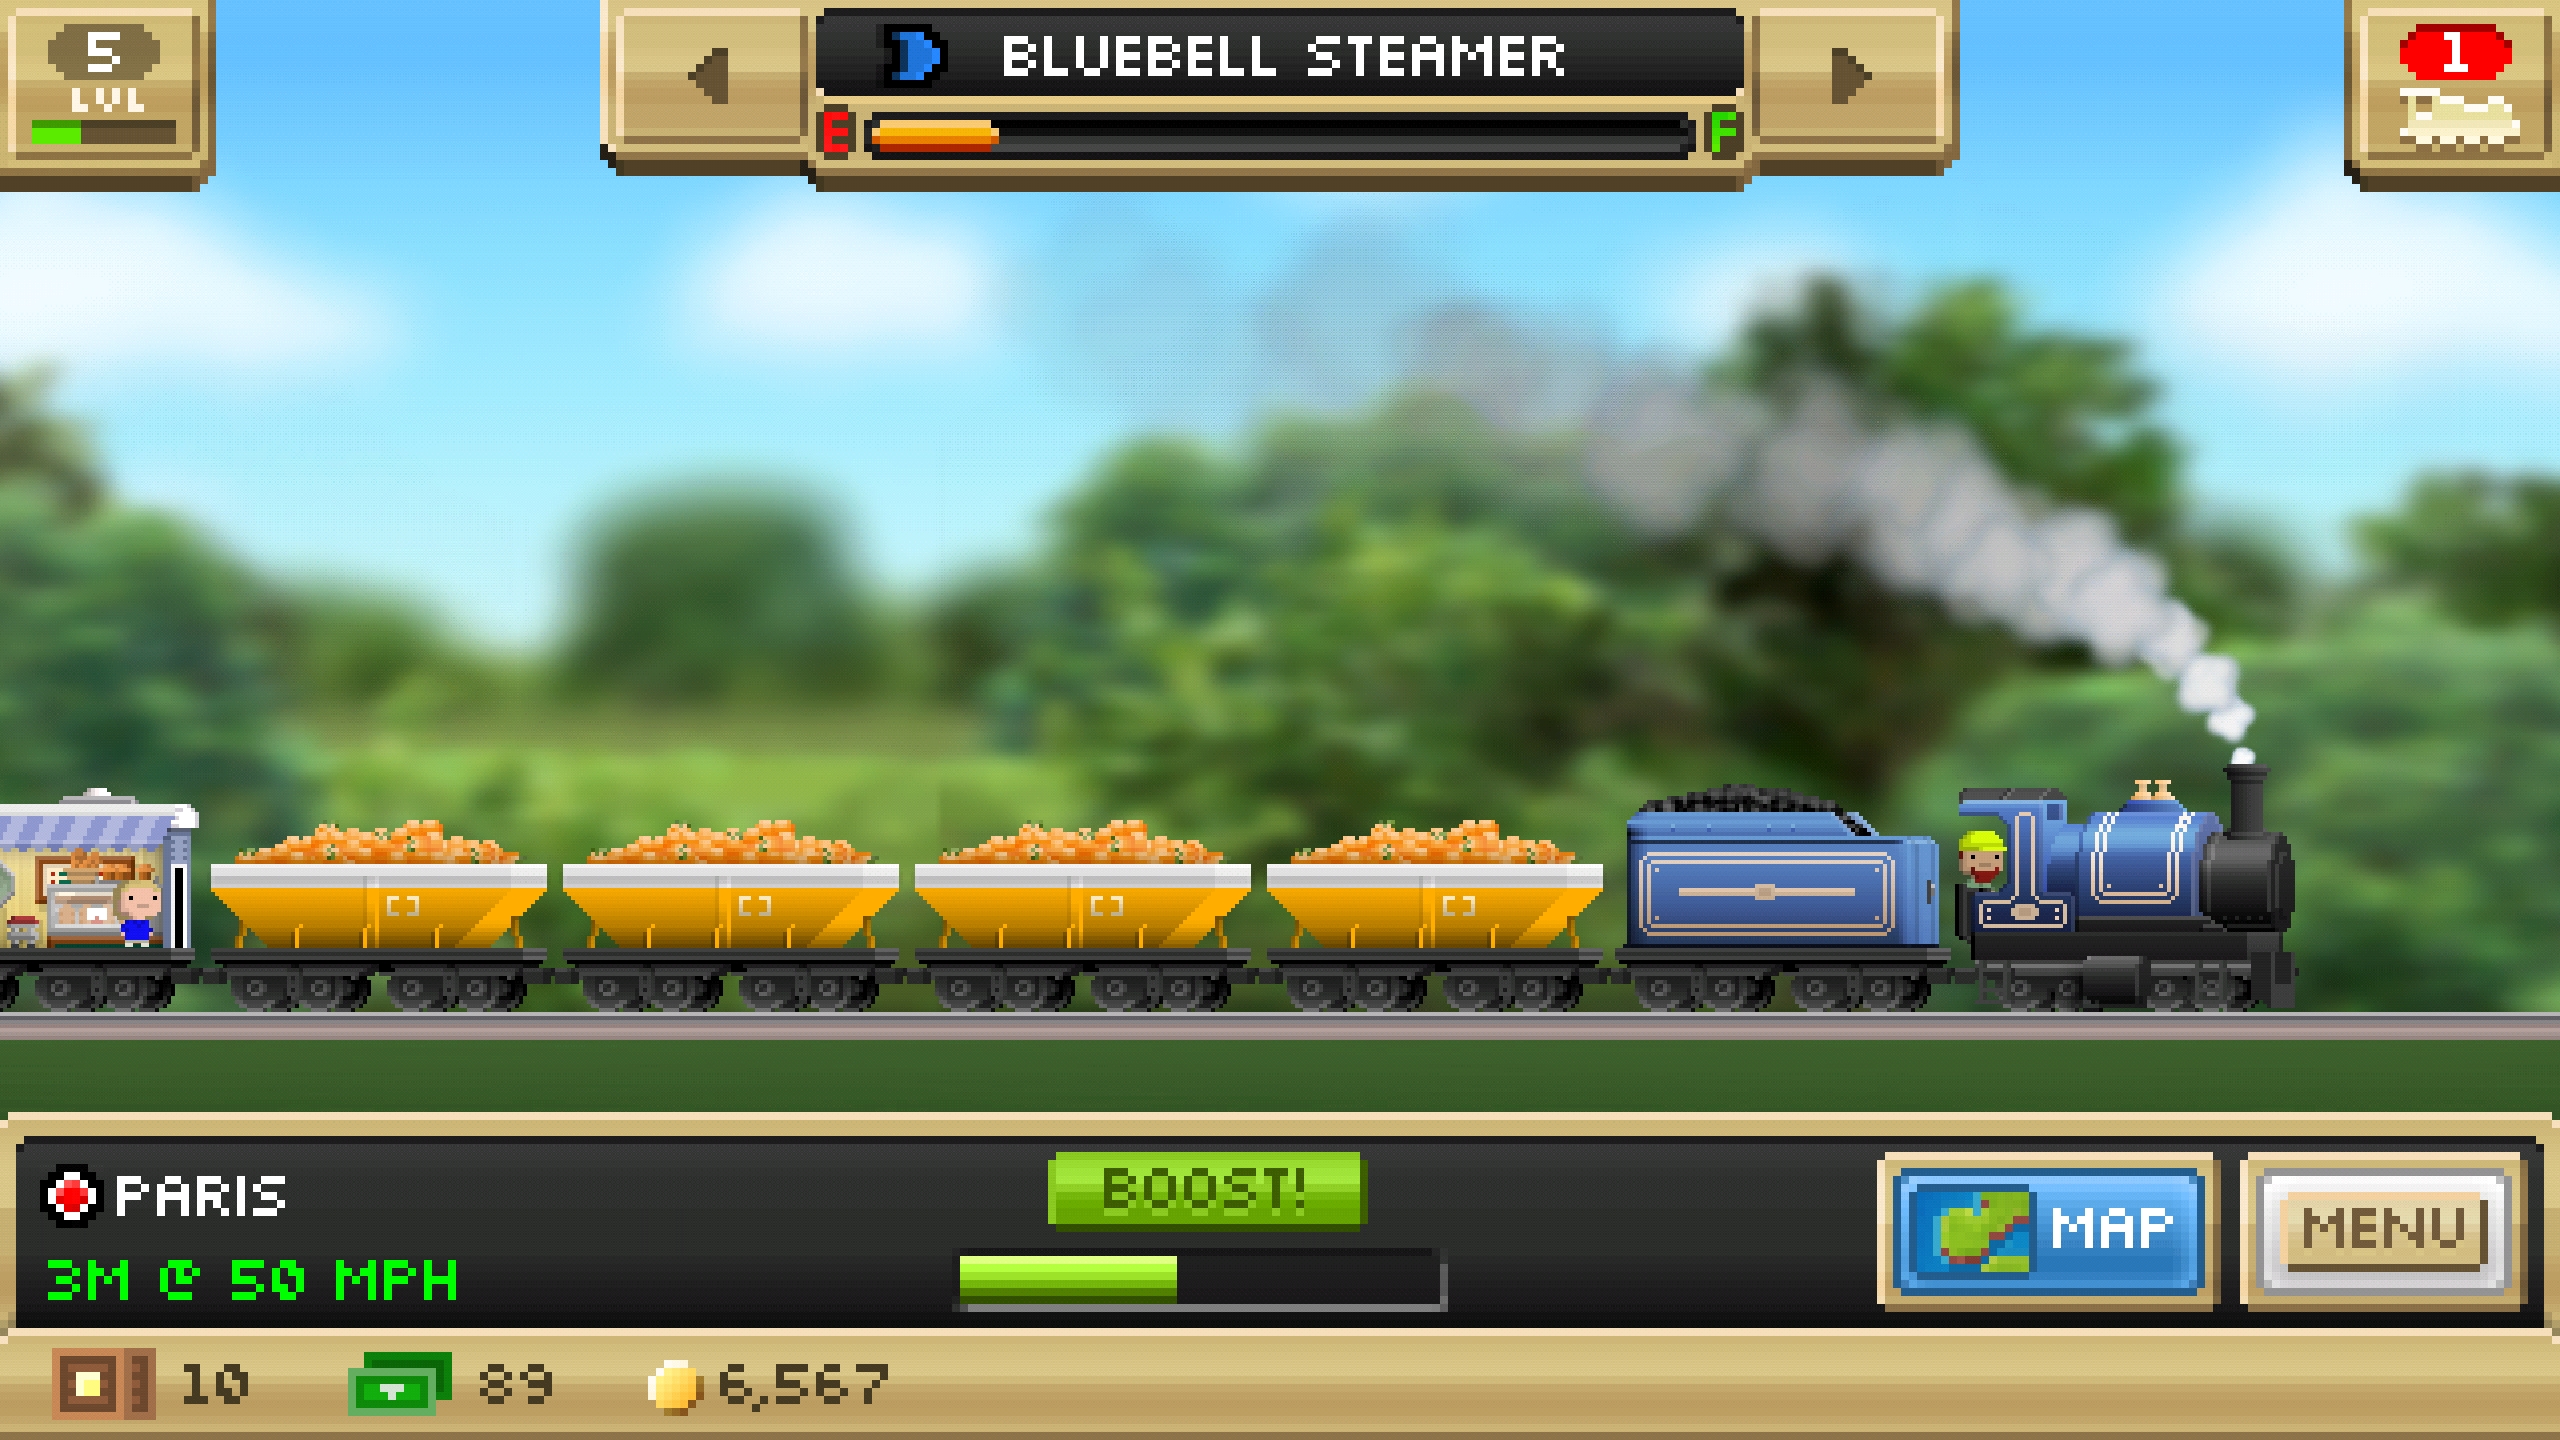 5
LVL
BLUEBELL STEAMER
E F
1
PARIS
3M @ 50 MPH
BOOST!
MAP
MENU
10
89
6,567